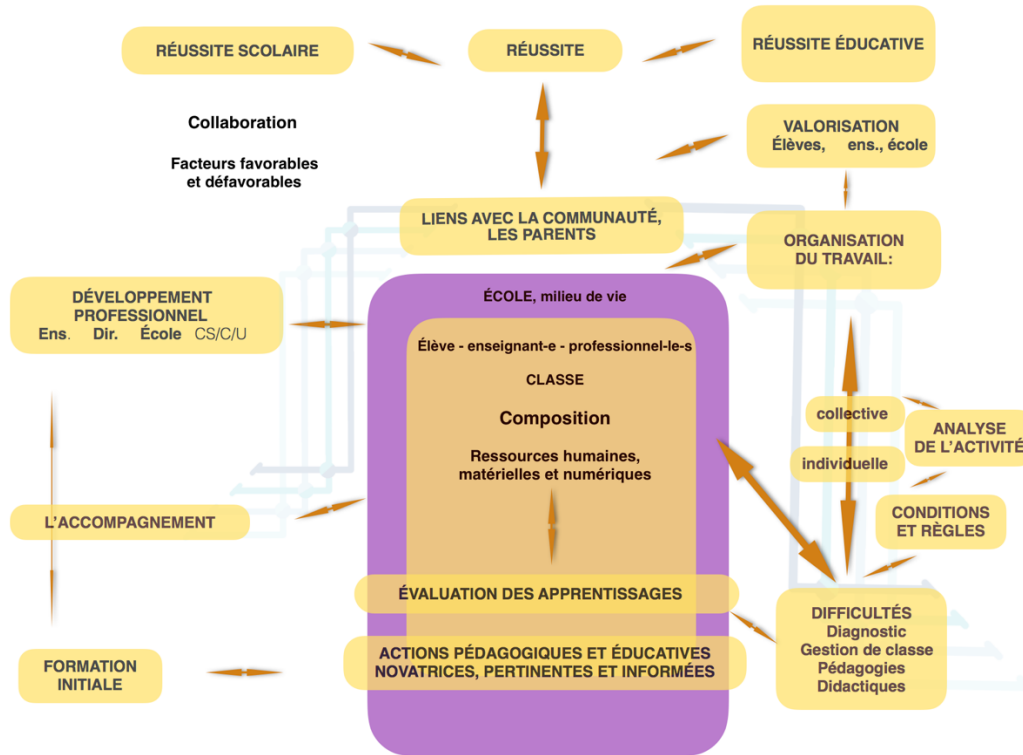 RÉUSSITE SCOLAIRE
RÉUSSITE
RÉUSSITE ÉDUCATIVE
Collaboration
Facteurs favorables
et défavorables
VALORISATION
Élèves, ens., école
LIENS AVEC LA COMMUNAUTÉ,
LES PARENTS
ORGANISATION
DU TRAVAIL:
DÉVELOPPEMENT
PROFESSIONNEL
Ens. Dir. École CS/C/U
ÉCOLE, milieu de vie
Élève - enseignant-e - professionnel-le-s
CLASSE
Composition
Ressources humaines,
matérielles et numériques
collective
individuelle
ANALYSE
DE L'ACTIVITÉ
CONDITIONS
ET RÈGLES
L'ACCOMPAGNEMENT
ÉVALUATION DES APPRENTISSAGES
ACTIONS PÉDAGOGIQUES ET ÉDUCATIVES
NOVATRICES, PERTINENTES ET INFORMÉES
DIFFICULTÉS
Diagnostic
Gestion de classe
Pédagogies
Didactiques
FORMATION
INITIALE